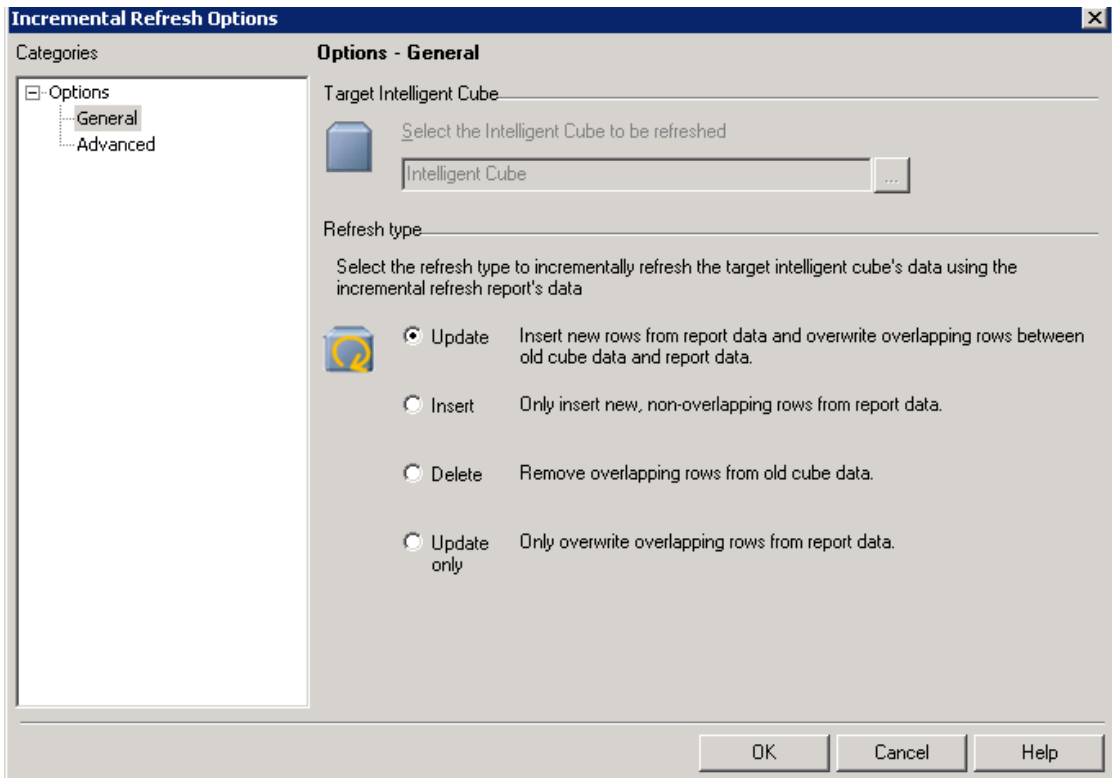 Incremental Refresh Options
Categories
Options
General
Advanced
Options - General
Target Intelligent Cube
Select the Intelligent Cube to be refreshed
Intelligent Cube
...
Refresh type
Select the refresh type to incrementally refresh the target intelligent cube's data using the
incremental refresh report's data
Update Insert new rows from report data and overwrite overlapping rows between
old cube data and report data.
Insert Only insert new, non-overlapping rows from report data.
Delete Remove overlapping rows from old cube data.
Update Only overwrite overlapping rows from report data.
only
OK Cancel Help